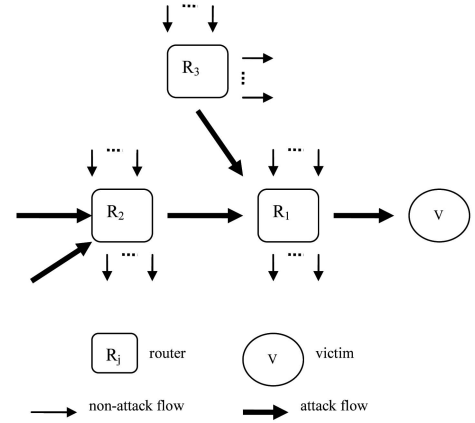 R3
R2
R1
V
Rj router
V victim
non-attack flow
attack flow